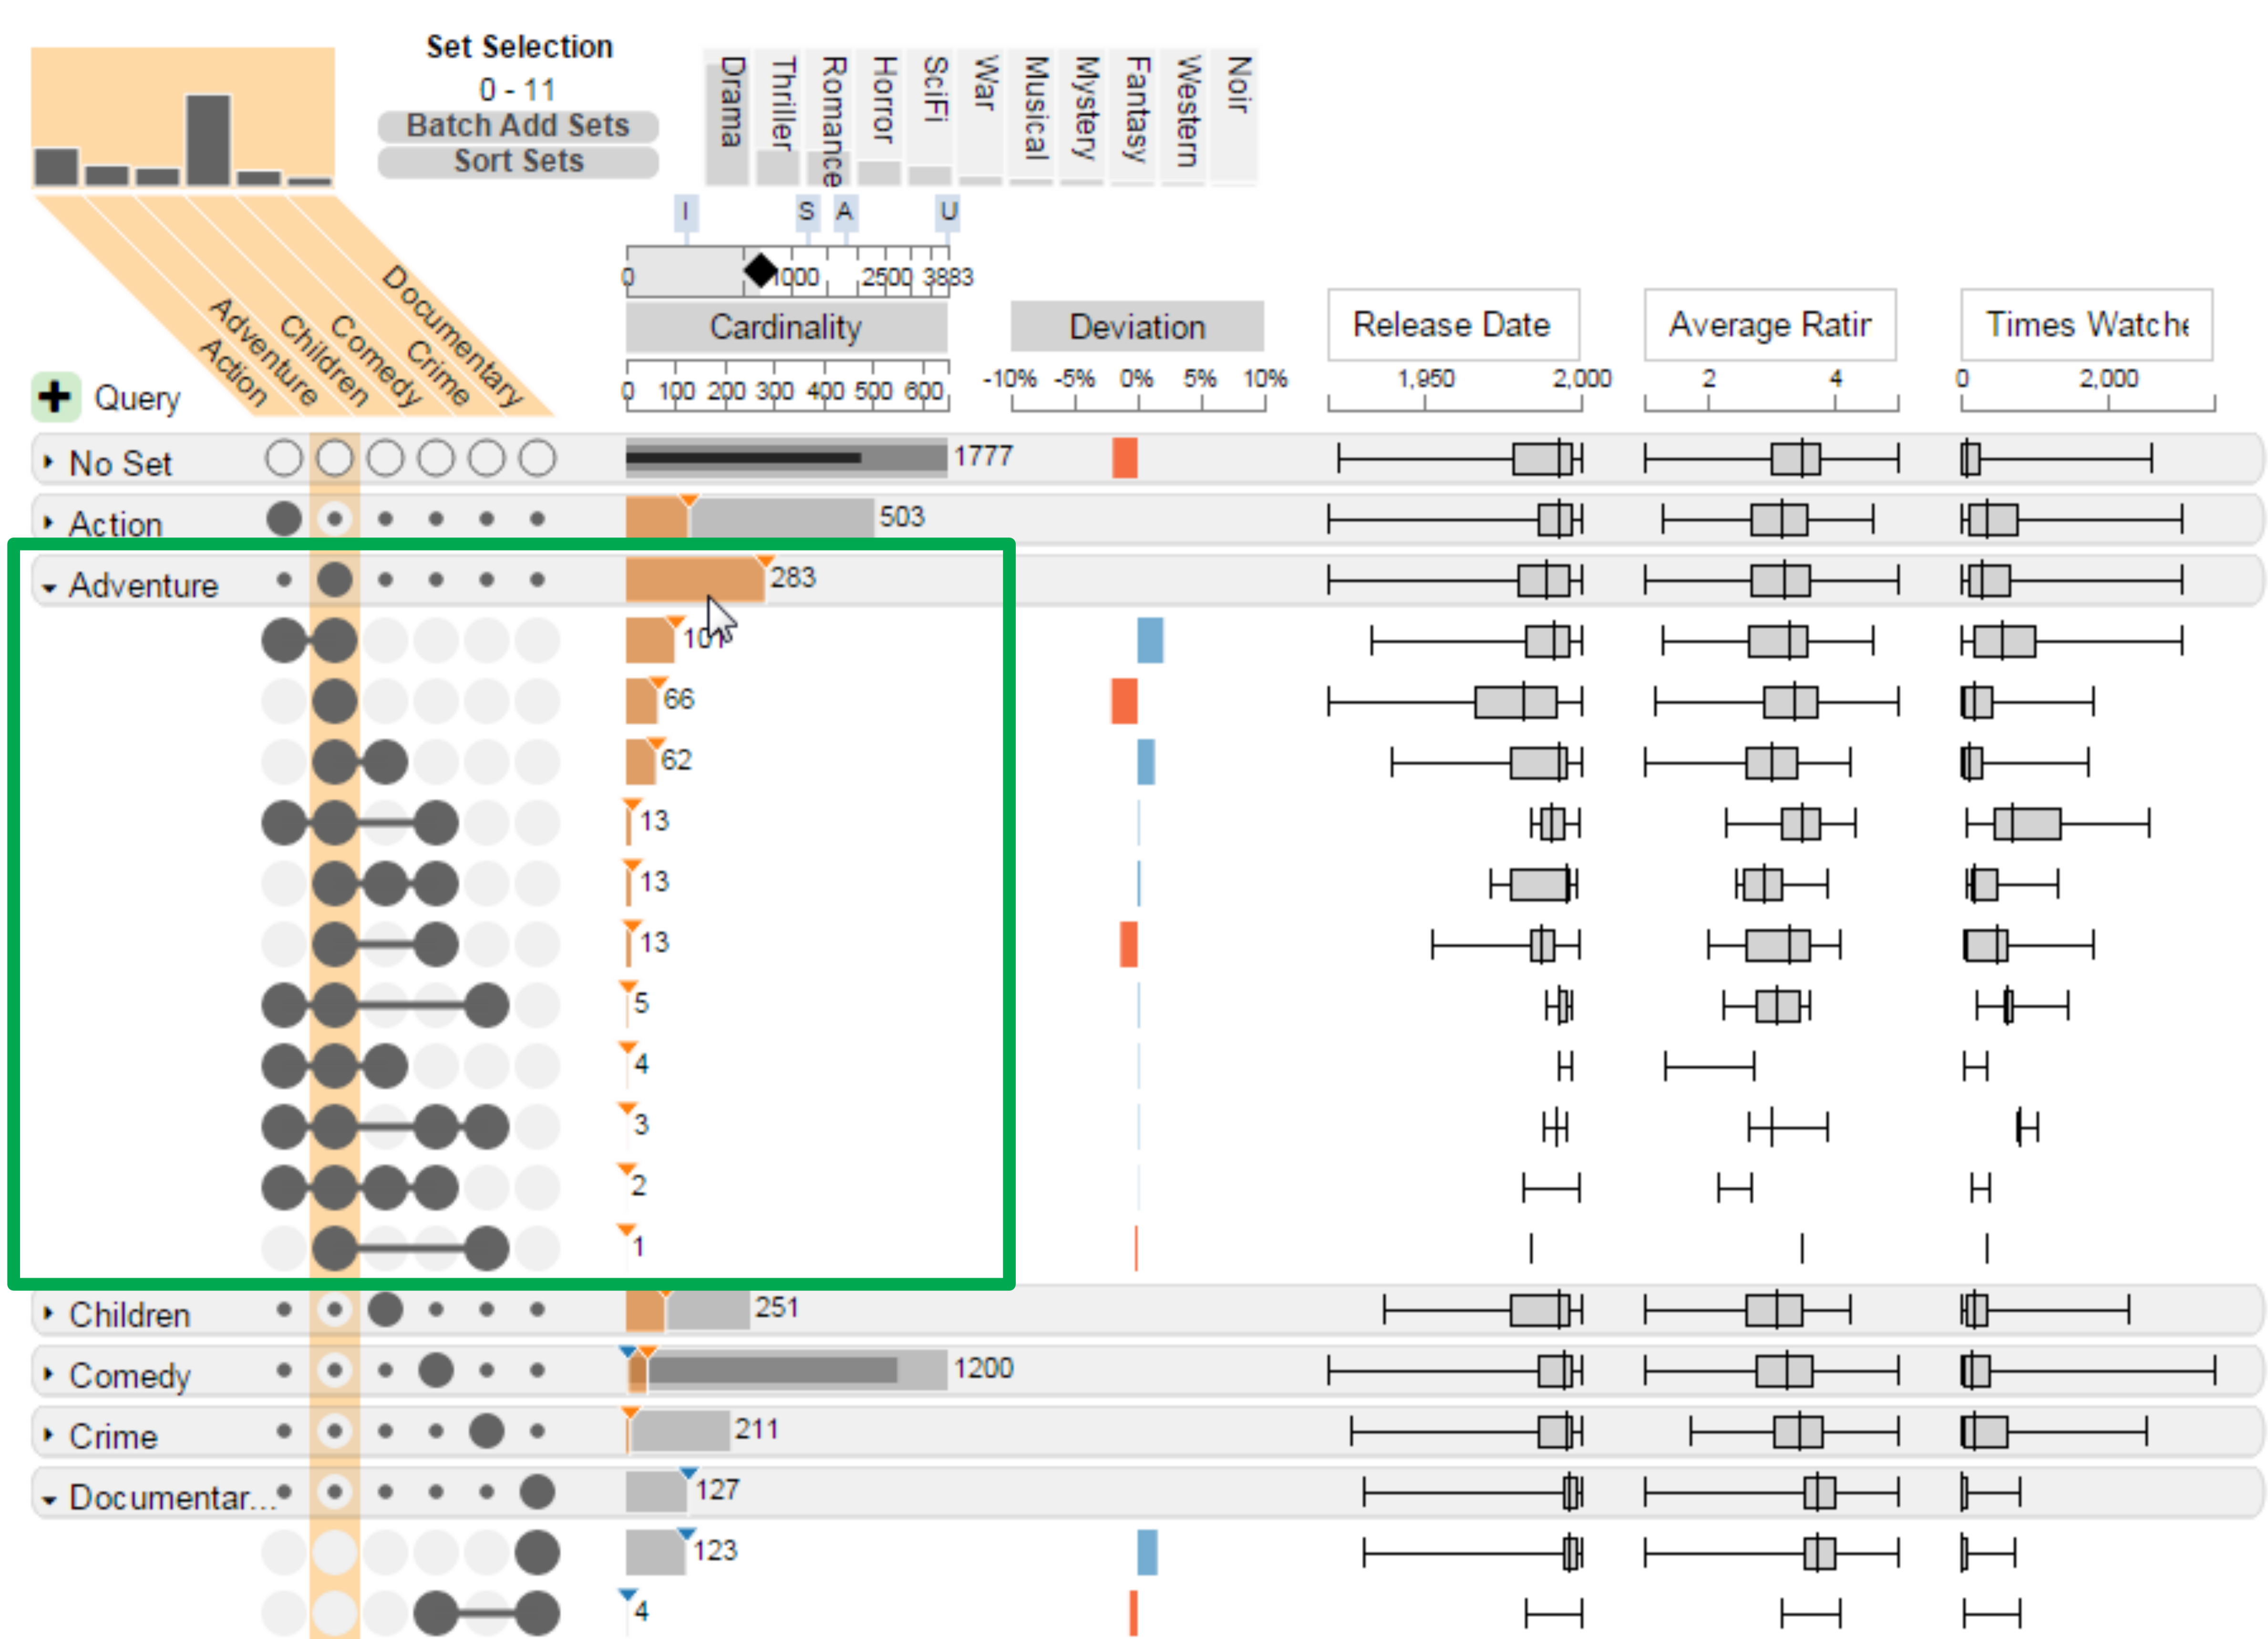 Set Selection
0 - 11
Batch Add Sets
Sort Sets
Drama
Thriller
Romance
Horror
SciFi
War
Musical
Mystery
Fantasy
Western
Noir
I S A U
0 1000 2500 3883
Cardinality
0 100 200 300 400 500 600
Deviation
-10% -5% 0% 5% 10%
Release Date
1,950 2,000
Average Ratir
2 4
Times Watche
0 2,000
Action
Adventure
Children
Comedy
Crime
Documentary
Query
No Set 1777
Action 503
Adventure 283
101
66
62
13
13
13
5
4
3
2
1
Children 251
Comedy 1200
Crime 211
Documentar... 127
123
4